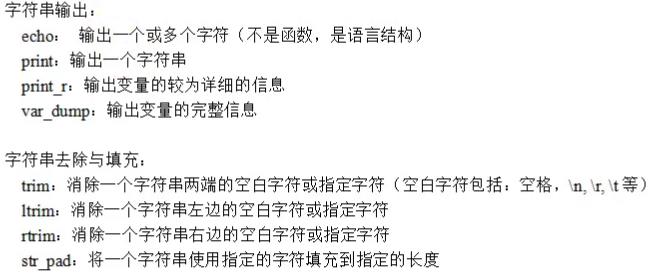 字符串输出：
echo： 输出一个或多个字符（不是函数，是语言结构）
print：输出一个字符串
print_r：输出变量的较为详细的信息
var_dump：输出变量的完整信息
字符串去除与填充：
trim：消除一个字符串两端的空白字符或指定字符（空白字符包括：空格，\n, \r, \t 等）
ltrim：消除一个字符串左边的空白字符或指定字符
rtrim：消除一个字符串右边的空白字符或指定字符
str_pad：将一个字符串使用指定的字符填充到指定的长度